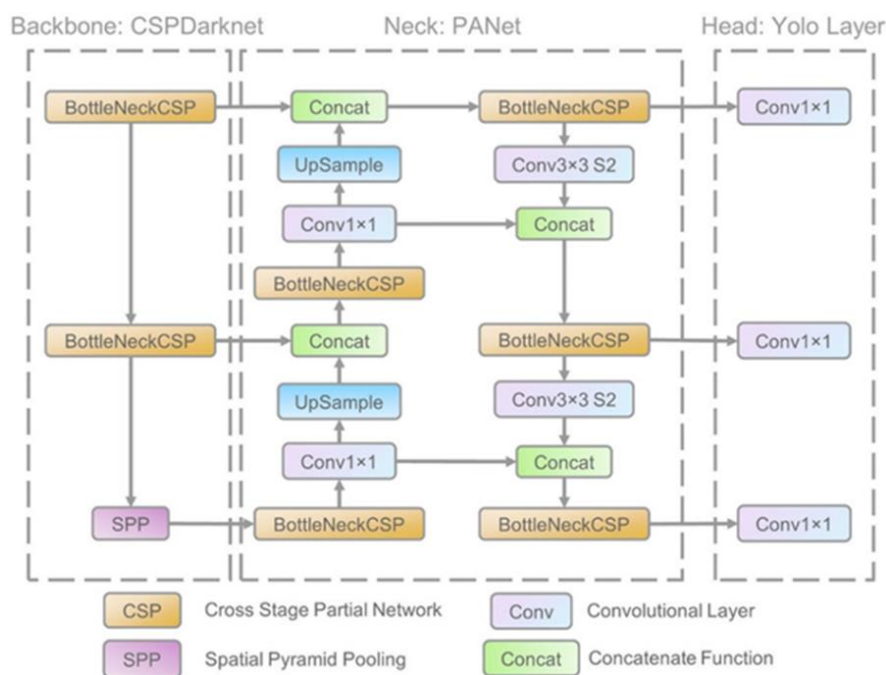 Backbone: CSPDarknet Neck: PANet Head: Yolo Layer
BottleNeckCSP Concat BottleNeckCSP Conv1×1
UpSample Conv3×3 S2
Conv1×1 Concat
BottleNeckCSP
BottleNeckCSP Concat BottleNeckCSP Conv1×1
UpSample Conv3×3 S2
Conv1×1 Concat
SPP BottleNeckCSP BottleNeckCSP Conv1×1
CSP Cross Stage Partial Network Conv Convolutional Layer
SPP Spatial Pyramid Pooling Concat Concatenate Function